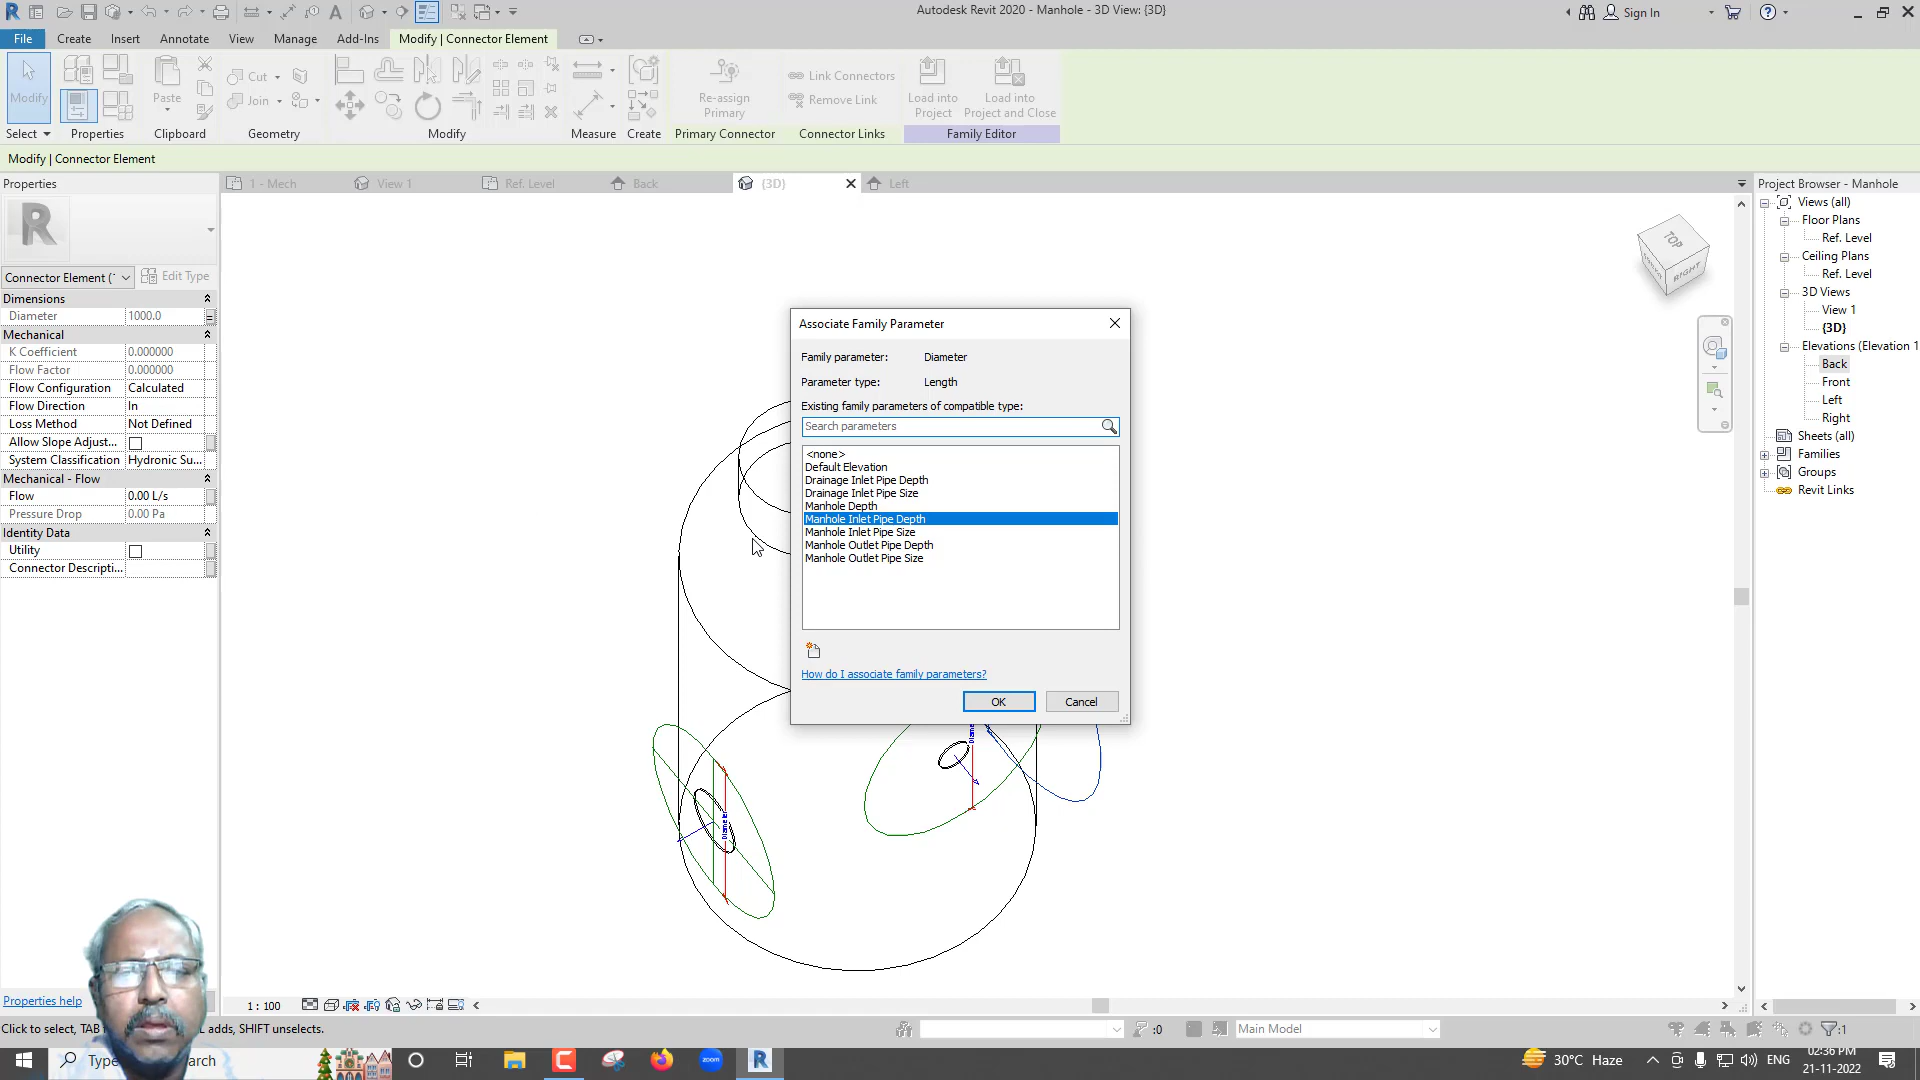 Autodesk Revit 2020 - Manhole - 3D View: {3D}
Sign In
File Create Insert Annotate View Manage Add-Ins Modify | Connector Element
Modify
Paste
Cut
Join
Re-assign
Primary
Link Connectors
Remove Link
Load into
Project
Load into
Project and Close
Select Properties Clipboard Geometry Modify Measure Create Primary Connector Connector Links Family Editor
Modify | Connector Element
Properties
1 - Mech View 1 Ref. Level Back {3D} Left
Project Browser - Manhole
Views (all)
Floor Plans
Ref. Level
Ceiling Plans
Ref. Level
3D Views
View 1
{3D}
Elevations (Elevation 1
Back
Front
Left
Right
Sheets (all)
Families
Groups
Revit Links
TOP
RIGHT
Connector Element (
Edit Type
Dimensions
Diameter 1000.0
Mechanical
K Coefficient 0.000000
Flow Factor 0.000000
Flow Configuration Calculated
Flow Direction In
Loss Method Not Defined
Allow Slope Adjust...
System Classification Hydronic Su...
Mechanical - Flow
Flow 0.00 L/s
Pressure Drop 0.00 Pa
Identity Data
Utility
Connector Descripti...
Associate Family Parameter
Family parameter: Diameter
Parameter type: Length
Existing family parameters of compatible type:
Search parameters
<none>
Default Elevation
Drainage Inlet Pipe Depth
Drainage Inlet Pipe Size
Manhole Depth
Manhole Inlet Pipe Depth
Manhole Inlet Pipe Size
Manhole Outlet Pipe Depth
Manhole Outlet Pipe Size
How do I associate family parameters?
OK Cancel
Diame
Diameter
Properties help
1 : 100
Click to select, TAB L adds, SHIFT unselects.
:0
Main Model
:1
Type arch
zoom
30°C Haze
ENG
02:36 PM
21-11-2022